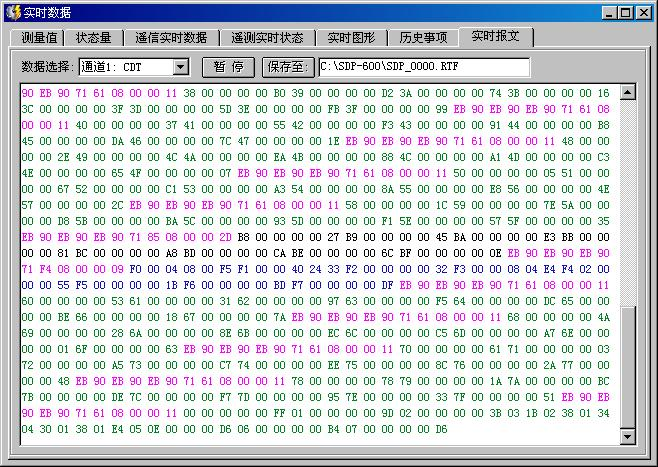 实时数据
测量值 状态量 遥信实时数据 遥测实时状态 实时图形 历史事项 实时报文
数据选择: 通道1: CDT 暂 停 保存至: C:\SDP-600\SDP_0000.RTF
90 EB 90 71 61 08 00 00 11 38 00 00 00 00 B0 39 00 00 00 00 D2 3A 00 00 00 00 74 3B 00 00 00 00 16
3C 00 00 00 00 3F 3D 00 00 00 00 5D 3E 00 00 00 00 FB 3F 00 00 00 00 99 EB 90 EB 90 EB 90 71 61 08
00 00 11 40 00 00 00 00 37 41 00 00 00 00 55 42 00 00 00 00 F3 43 00 00 00 00 91 44 00 00 00 00 B8
45 00 00 00 00 DA 46 00 00 00 00 7C 47 00 00 00 00 1E EB 90 EB 90 EB 90 71 61 08 00 00 11 48 00 00
00 00 2E 49 00 00 00 00 4C 4A 00 00 00 00 EA 4B 00 00 00 00 88 4C 00 00 00 00 A1 4D 00 00 00 00 C3
4E 00 00 00 00 65 4F 00 00 00 00 07 EB 90 EB 90 EB 90 71 61 08 00 00 11 50 00 00 00 00 05 51 00 00
00 00 67 52 00 00 00 00 C1 53 00 00 00 00 A3 54 00 00 00 00 8A 55 00 00 00 00 E8 56 00 00 00 00 4E
57 00 00 00 00 2C EB 90 EB 90 EB 90 71 61 08 00 00 11 58 00 00 00 00 1C 59 00 00 00 00 7E 5A 00 00
00 00 D8 5B 00 00 00 00 BA 5C 00 00 00 00 93 5D 00 00 00 00 F1 5E 00 00 00 00 57 5F 00 00 00 00 35
EB 90 EB 90 EB 90 71 85 08 00 00 2D B8 00 00 00 00 27 B9 00 00 00 00 45 BA 00 00 00 00 E3 BB 00 00
00 00 81 BC 00 00 00 00 A8 BD 00 00 00 00 CA BE 00 00 00 00 6C BF 00 00 00 00 0E EB 90 EB 90 EB 90
71 F4 08 00 00 09 F0 00 04 08 00 F5 F1 00 00 40 24 33 F2 00 00 00 00 32 F3 00 00 08 04 E4 F4 02 00
00 00 55 F5 00 00 00 00 1B F6 00 00 00 00 BD F7 00 00 00 00 DF EB 90 EB 90 EB 90 71 61 08 00 00 11
60 00 00 00 00 53 61 00 00 00 00 31 62 00 00 00 00 97 63 00 00 00 00 F5 64 00 00 00 00 DC 65 00 00
00 00 BE 66 00 00 00 00 18 67 00 00 00 00 7A EB 90 EB 90 EB 90 71 61 08 00 00 11 68 00 00 00 00 4A
69 00 00 00 00 28 6A 00 00 00 00 8E 6B 00 00 00 00 EC 6C 00 00 00 00 C5 6D 00 00 00 00 A7 6E 00 00
00 00 01 6F 00 00 00 00 63 EB 90 EB 90 EB 90 71 61 08 00 00 11 70 00 00 00 00 61 71 00 00 00 00 03
72 00 00 00 00 A5 73 00 00 00 00 C7 74 00 00 00 00 EE 75 00 00 00 00 8C 76 00 00 00 00 2A 77 00 00
00 00 48 EB 90 EB 90 EB 90 71 61 08 00 00 11 78 00 00 00 00 78 79 00 00 00 00 1A 7A 00 00 00 00 BC
7B 00 00 00 00 DE 7C 00 00 00 00 F7 7D 00 00 00 00 95 7E 00 00 00 00 33 7F 00 00 00 00 51 EB 90 EB
90 EB 90 71 61 08 00 00 11 00 00 00 00 00 FF 01 00 00 00 00 9D 02 00 00 00 00 3B 03 1B 02 38 01 34
04 30 01 38 01 E4 05 0E 00 00 00 D6 06 00 00 00 00 B4 07 00 00 00 00 D6